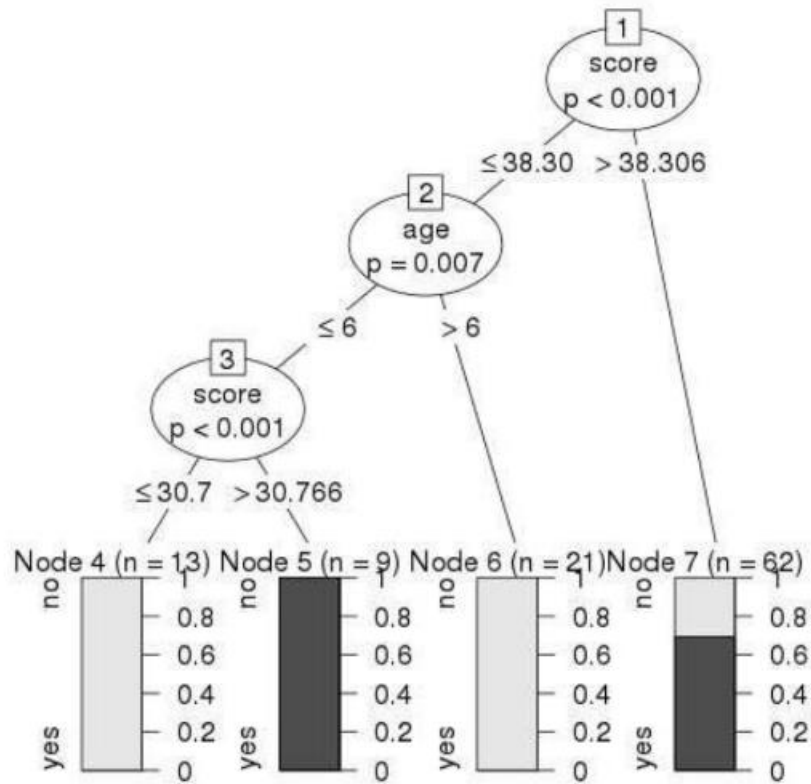 1
score
p < 0.001
≤38.30 > 38.306
2
age
p = 0.007
≤ 6 > 6
3
score
p < 0.001
≤30.7 > 30.766
Node 4 (n = 13) Node 5 (n = 9) Node 6 (n = 21) Node 7 (n = 62)
no 1 no 1 no 1 no 1
0.8 0.8 0.8 0.8
0.6 0.6 0.6 0.6
0.4 0.4 0.4 0.4
0.2 0.2 0.2 0.2
yes 0 yes 0 yes 0 yes 0